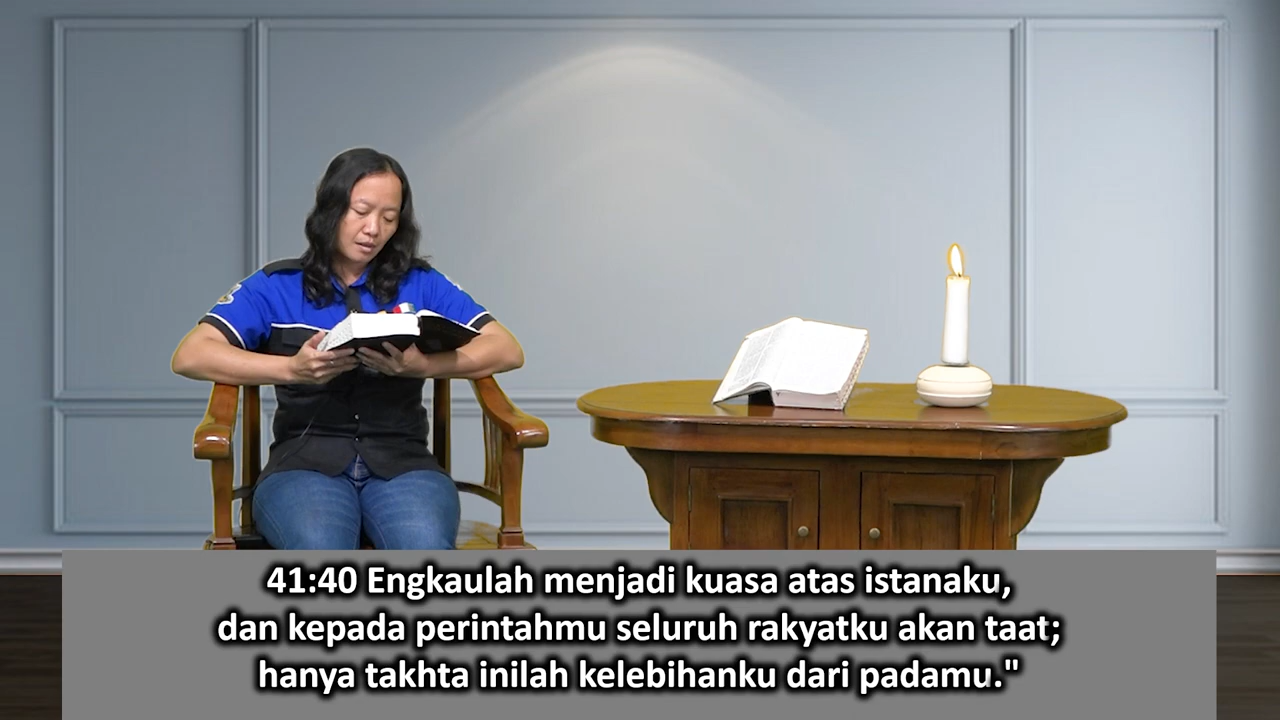 41:40 Engkaulah menjadi kuasa atas istanaku,
dan kepada perintahmu seluruh rakyatku akan taat;
hanya takhta inilah kelebihanku dari padamu."